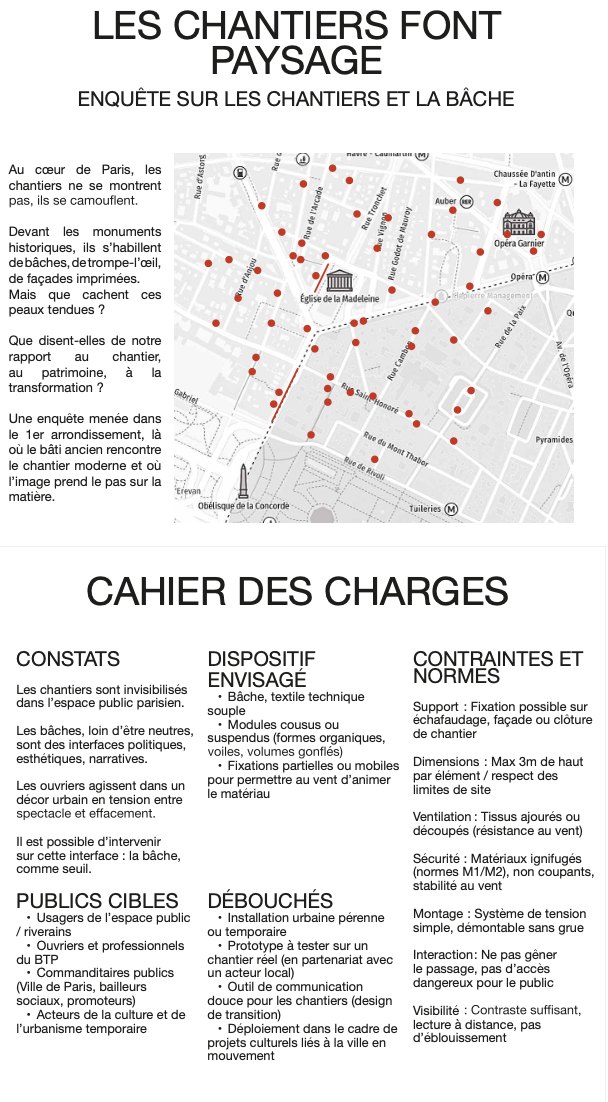 LES CHANTIERS FONT
PAYSAGE
ENQUÊTE SUR LES CHANTIERS ET LA BÂCHE
Au cœur de Paris, les
chantiers ne se montrent
pas, ils se camouflent.
Devant les monuments
historiques, ils s’habillent
de bâches, de trompe-l’œil,
de façades imprimées.
Mais que cachent ces
peaux tendues ?
Que disent-elles de notre
rapport au chantier,
au patrimoine, à la
transformation ?
Une enquête menée dans
le 1er arrondissement, là
où le bâti ancien rencontre
le chantier moderne et où
l’image prend le pas sur la
matière.
Havre - Caumartin M
Rue d'Astorg
Rue de l'Arcade
Rue Tronchet
Rue Vignon
Rue Godot de Mauroy
Auber RER
Chaussée D'antin
- La Fayette M
Opéra Garnier
Rue d'Anjou
Église de la Madeleine
Opéra M
Hupierre Management
Rue de la Paix
Av. de l'Opéra
Rue Cambon
Gabriel
Rue Saint-Honoré
Rue du Mont Thabor
Rue de Rivoli
Pyramides
'Erevan
Obélisque de la Concorde
Tuileries M
CAHIER DES CHARGES
CONSTATS
Les chantiers sont invisibilisés
dans l’espace public parisien.
Les bâches, loin d’être neutres,
sont des interfaces politiques,
esthétiques, narratives.
Les ouvriers agissent dans un
décor urbain en tension entre
spectacle et effacement.
Il est possible d’intervenir
sur cette interface : la bâche,
comme seuil.
PUBLICS CIBLES
• Usagers de l’espace public
/ riverains
• Ouvriers et professionnels
du BTP
• Commanditaires publics
(Ville de Paris, bailleurs
sociaux, promoteurs)
• Acteurs de la culture et de
l’urbanisme temporaire
DISPOSITIF
ENVISAGÉ
• Bâche, textile technique
souple
• Modules cousus ou
suspendus (formes organiques,
voiles, volumes gonflés)
• Fixations partielles ou mobiles
pour permettre au vent d’animer
le matériau
DÉBOUCHÉS
• Installation urbaine pérenne
ou temporaire
• Prototype à tester sur un
chantier réel (en partenariat avec
un acteur local)
• Outil de communication
douce pour les chantiers (design
de transition)
• Déploiement dans le cadre de
projets culturels liés à la ville en
mouvement
CONTRAINTES ET
NORMES
Support : Fixation possible sur
échafaudage, façade ou clôture
de chantier
Dimensions : Max 3m de haut
par élément / respect des
limites de site
Ventilation : Tissus ajourés ou
découpés (résistance au vent)
Sécurité : Matériaux ignifugés
(normes M1/M2), non coupants,
stabilité au vent
Montage : Système de tension
simple, démontable sans grue
Interaction: Ne pas gêner
le passage, pas d’accès
dangereux pour le public
Visibilité : Contraste suffisant,
lecture à distance, pas
d’éblouissement